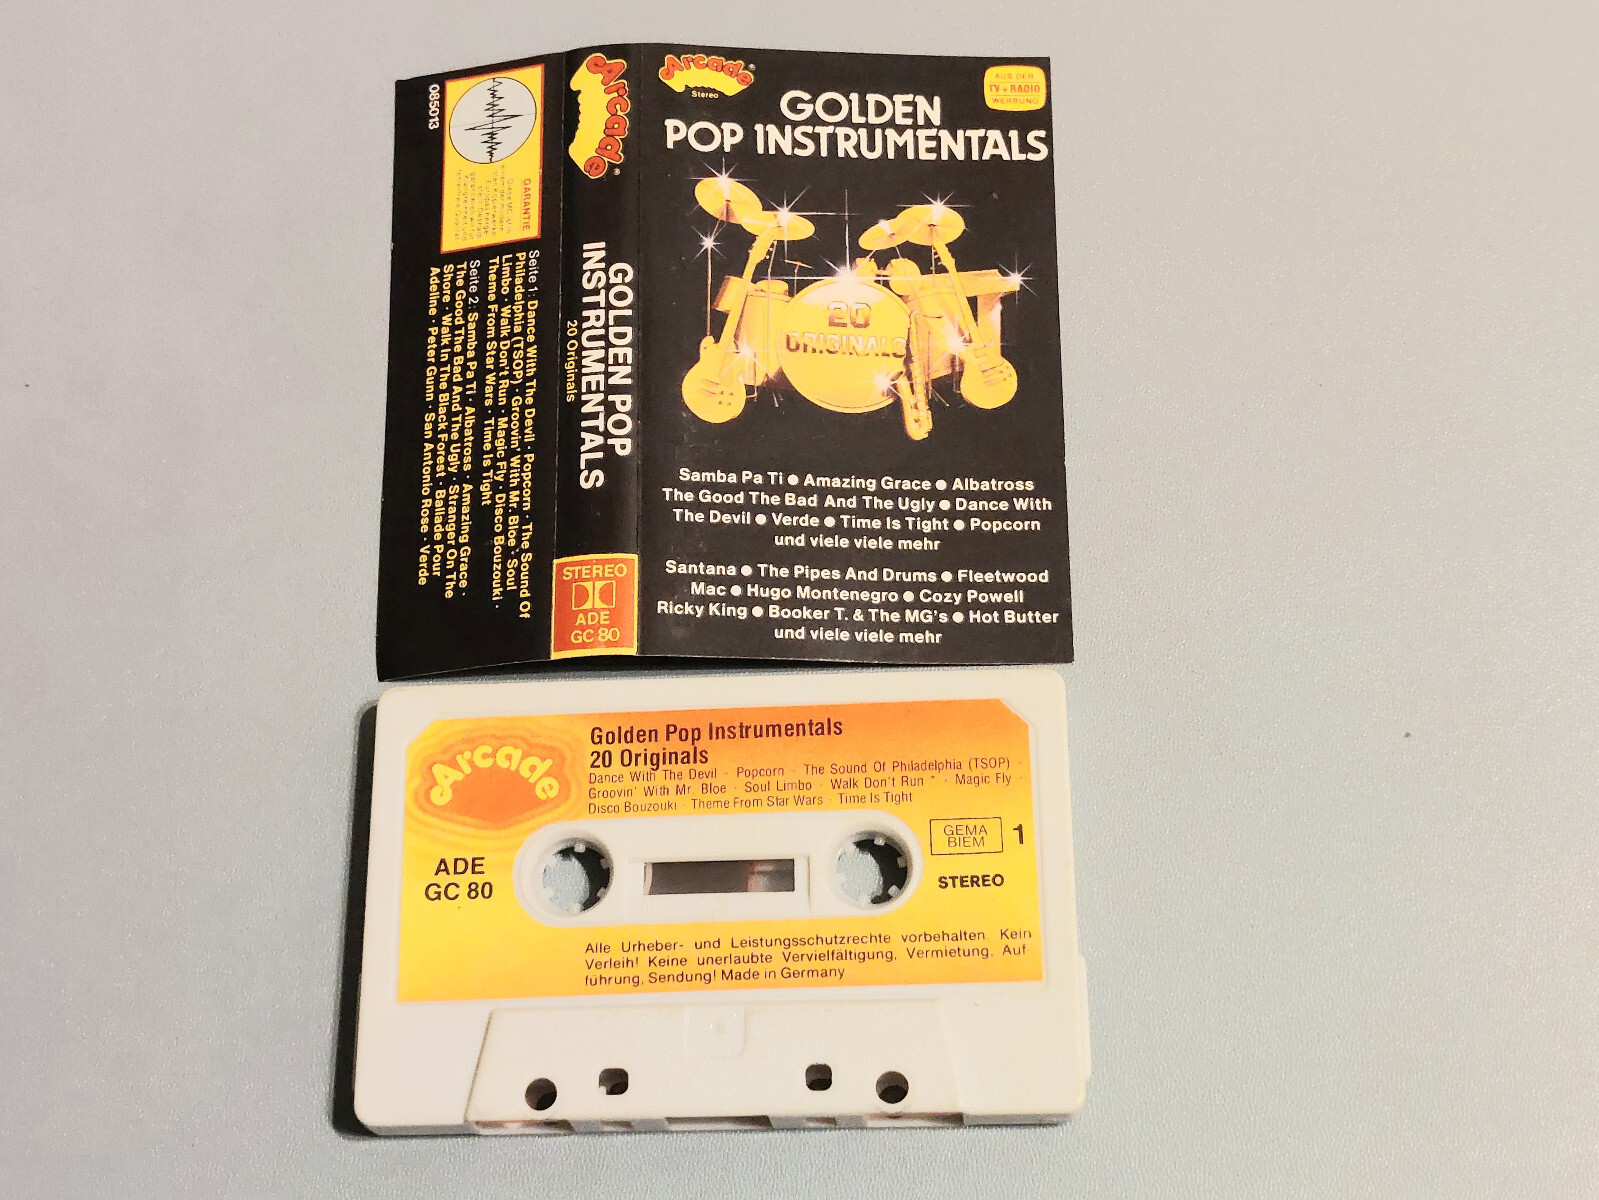 085013
GARANTIE
Diese MC ist in
Seite 1: Dance With The Devil · Popcorn · The Sound Of
Philadelphia (TSOP) · Groovin' With Mr. Bloe · Soul
Limbo · Walk Don't Run · Magic Fly · Disco Bouzouki ·
Theme From Star Wars · Time Is Tight
Seite 2: Samba Pa Ti · Albatross · Amazing Grace ·
The Good The Bad And The Ugly · Stranger On The
Shore · Walk In The Black Forest · Ballade Pour
Adeline · Peter Gunn · San Antonio Rose · Verde
Arcade®
GOLDEN POP
INSTRUMENTALS
20 Originals
STEREO
ADE
GC 80
Arcade®
Stereo
AUS DER
TV + RADIO
WERBUNG
GOLDEN
POP INSTRUMENTALS
20
ORIGINALS
Samba Pa Ti ● Amazing Grace ● Albatross
The Good The Bad And The Ugly ● Dance With
The Devil ● Verde ● Time Is Tight ● Popcorn
und viele viele mehr
Santana ● The Pipes And Drums ● Fleetwood
Mac ● Hugo Montenegro ● Cozy Powell
Ricky King ● Booker T. & The MG's ● Hot Butter
und viele viele mehr
Arcade
Golden Pop Instrumentals
20 Originals
Dance With The Devil · Popcorn · The Sound Of Philadelphia (TSOP) ·
Groovin' With Mr. Bloe · Soul Limbo · Walk Don't Run " · Magic Fly ·
Disco Bouzouki · Theme From Star Wars · Time Is Tight
ADE
GC 80
GEMA
BIEM
1
STEREO
Alle Urheber- und Leistungsschutzrechte vorbehalten. Kein
Verleih! Keine unerlaubte Vervielfältigung, Vermietung, Auf
führung, Sendung! Made in Germany